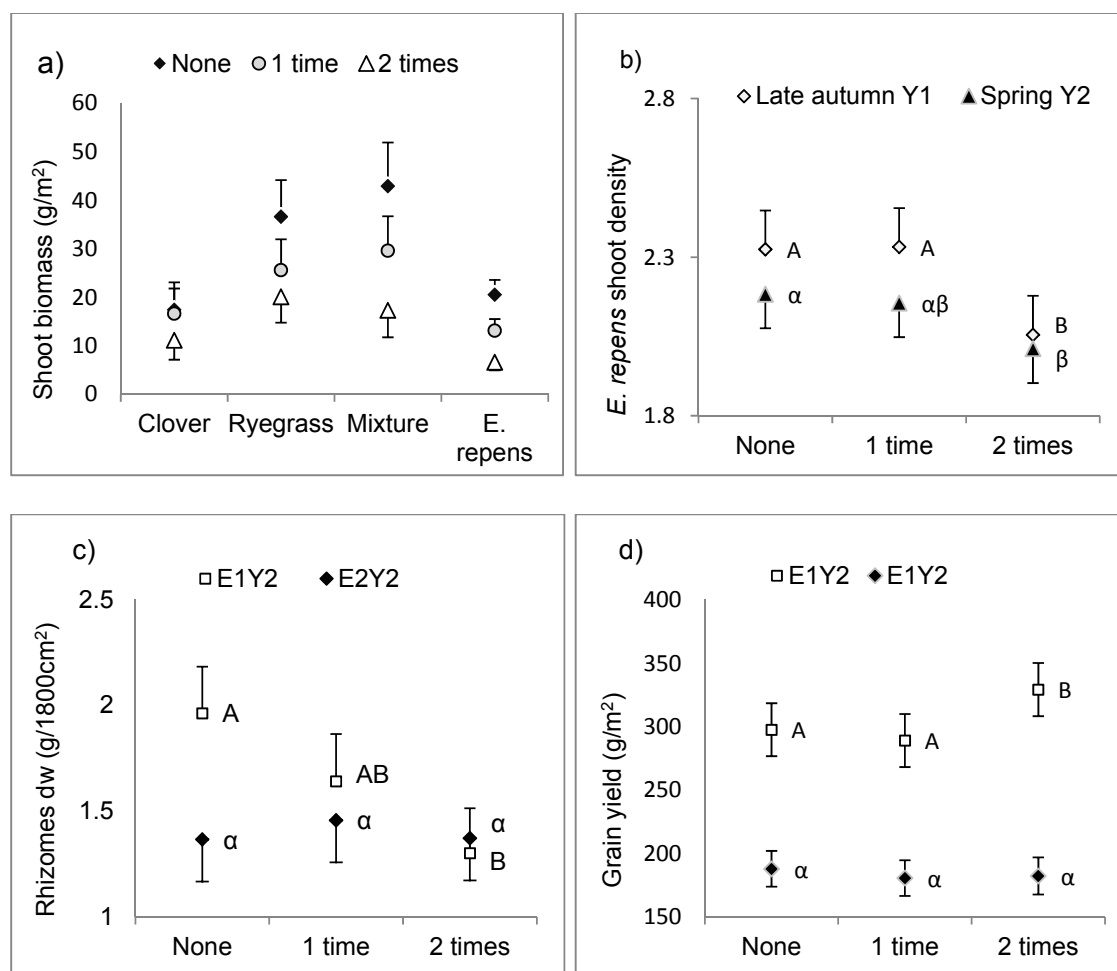 a)
None 1 time 2 times
Shoot biomass (g/m²)
60
50
40
30
20
10
0
Clover Ryegrass Mixture E. repens
b)
Late autumn Y1 Spring Y2
E. repens shoot density
2.8
2.3
1.8
A A B
α αβ β
None 1 time 2 times
c)
E1Y2 E2Y2
Rhizomes dw (g/1800cm²)
2.5
2
1.5
1
A AB B
α α α
None 1 time 2 times
d)
E1Y2 E1Y2
Grain yield (g/m²)
400
350
300
250
200
150
A A B
α α α
None 1 time 2 times